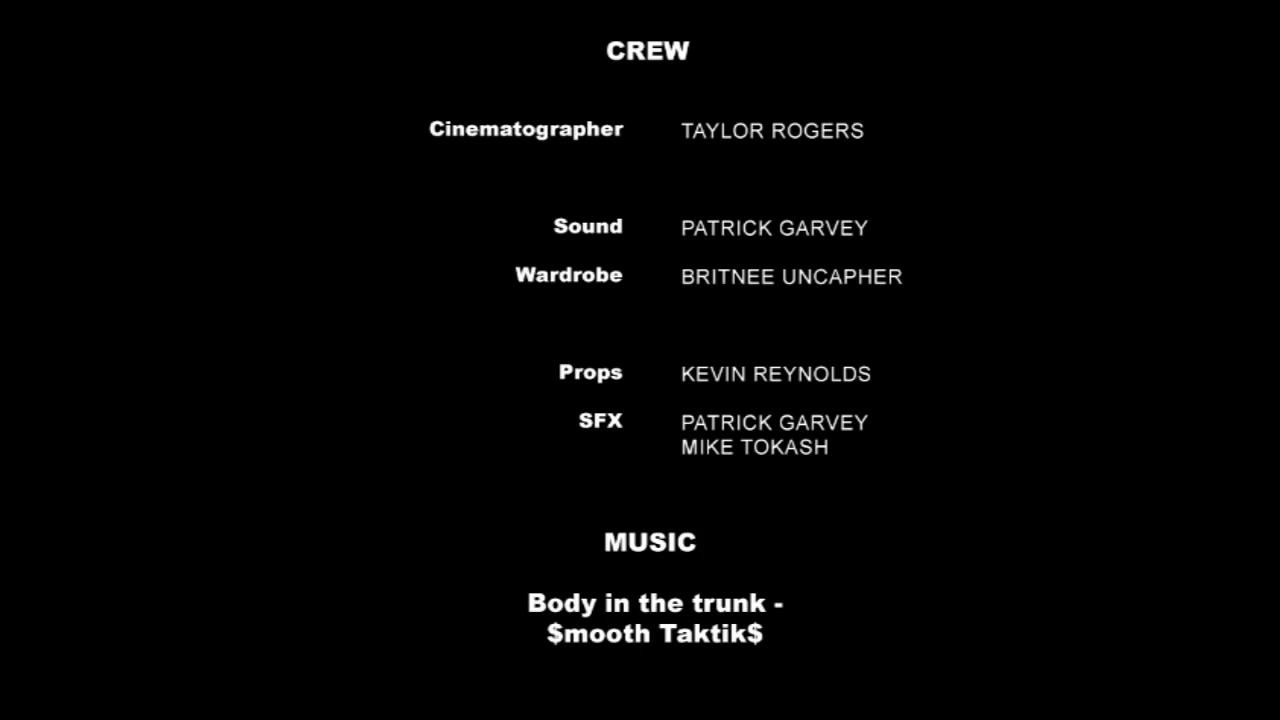 CREW
Cinematographer TAYLOR ROGERS
Sound PATRICK GARVEY
Wardrobe BRITNEE UNCAPHER
Props KEVIN REYNOLDS
SFX PATRICK GARVEY
MIKE TOKASH
MUSIC
Body in the trunk -
$mooth Taktik$